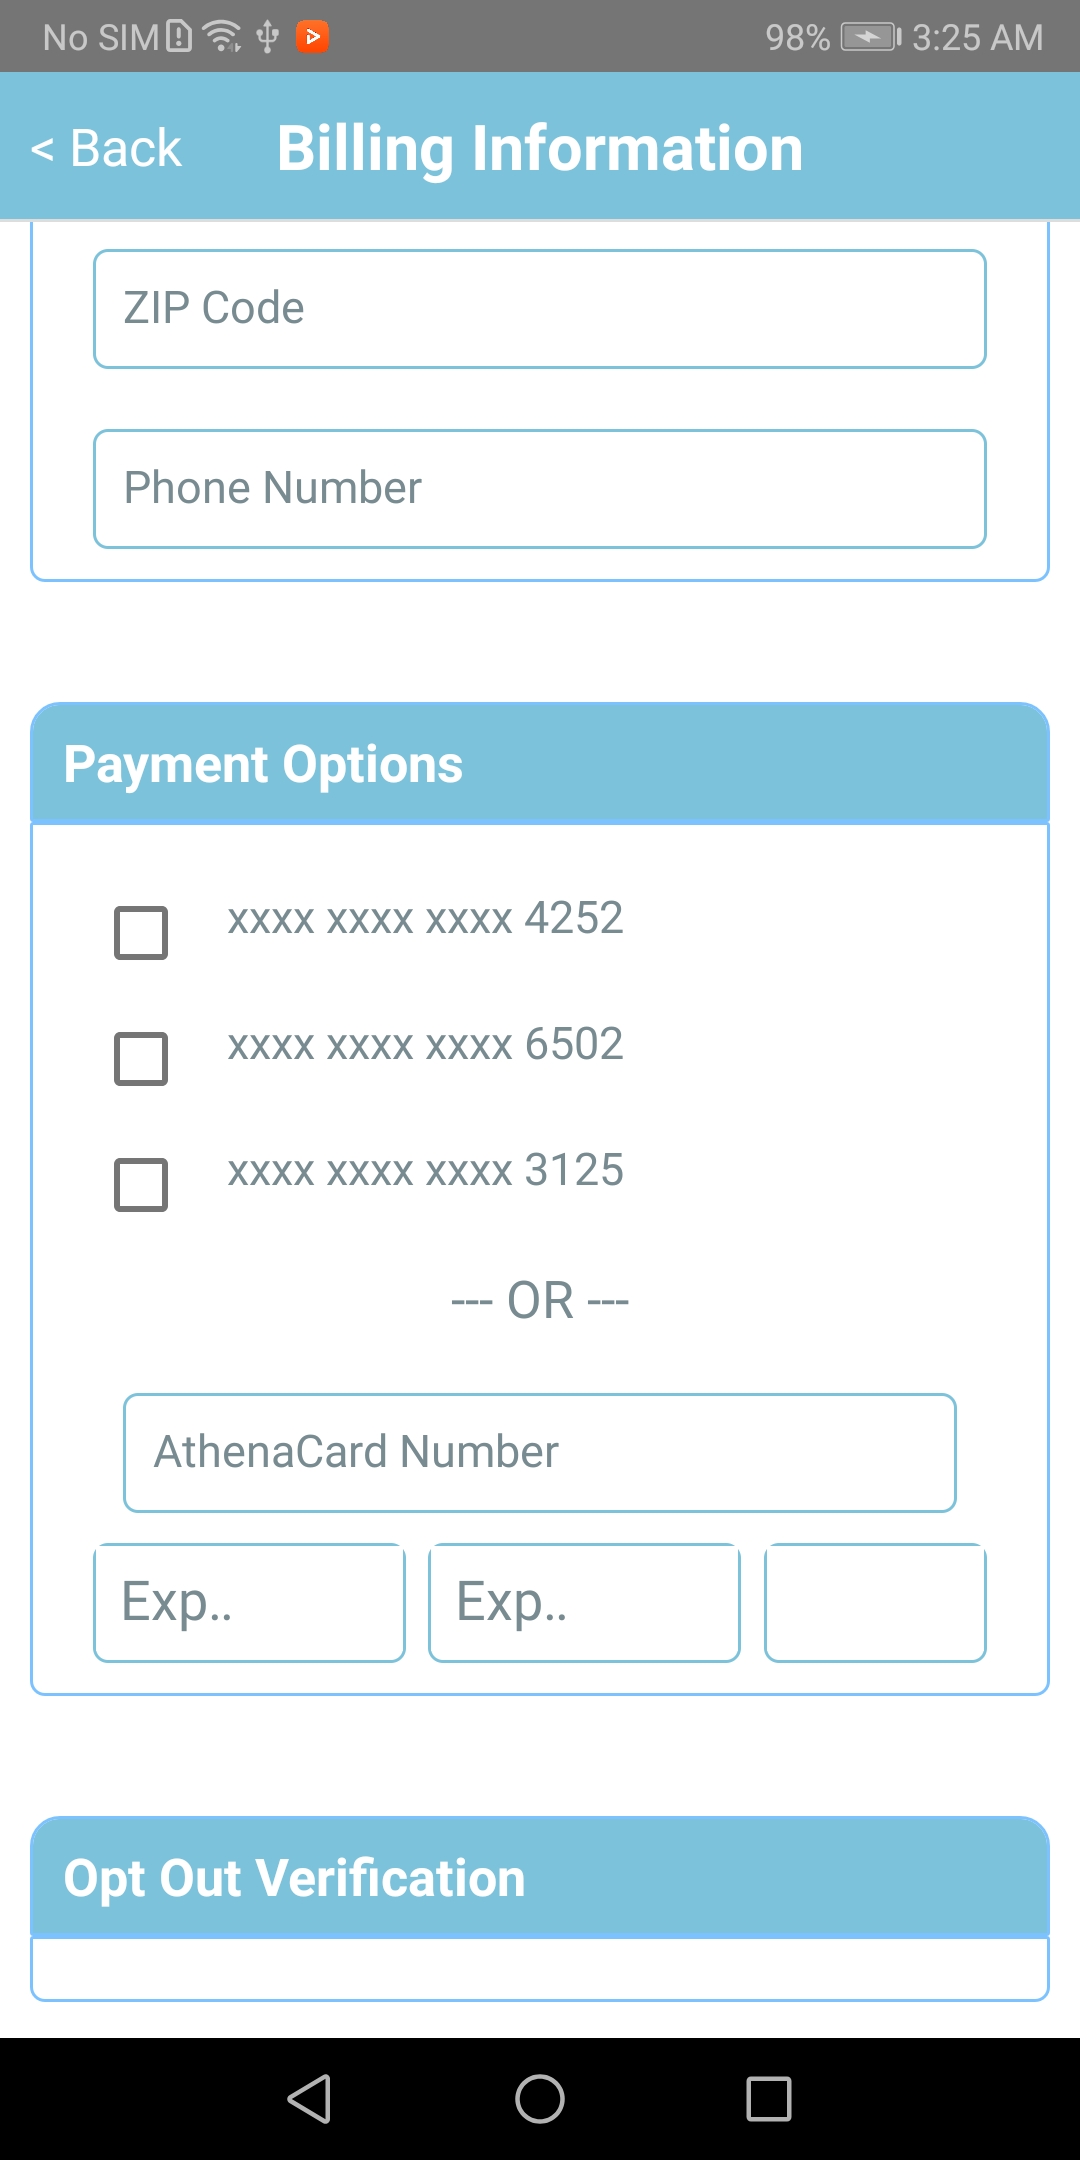 No SIM 98% 3:25 AM
< Back Billing Information
ZIP Code
Phone Number
Payment Options
xxxx xxxx xxxx 4252
xxxx xxxx xxxx 6502
xxxx xxxx xxxx 3125
--- OR ---
AthenaCard Number
Exp.. Exp..
Opt Out Verification